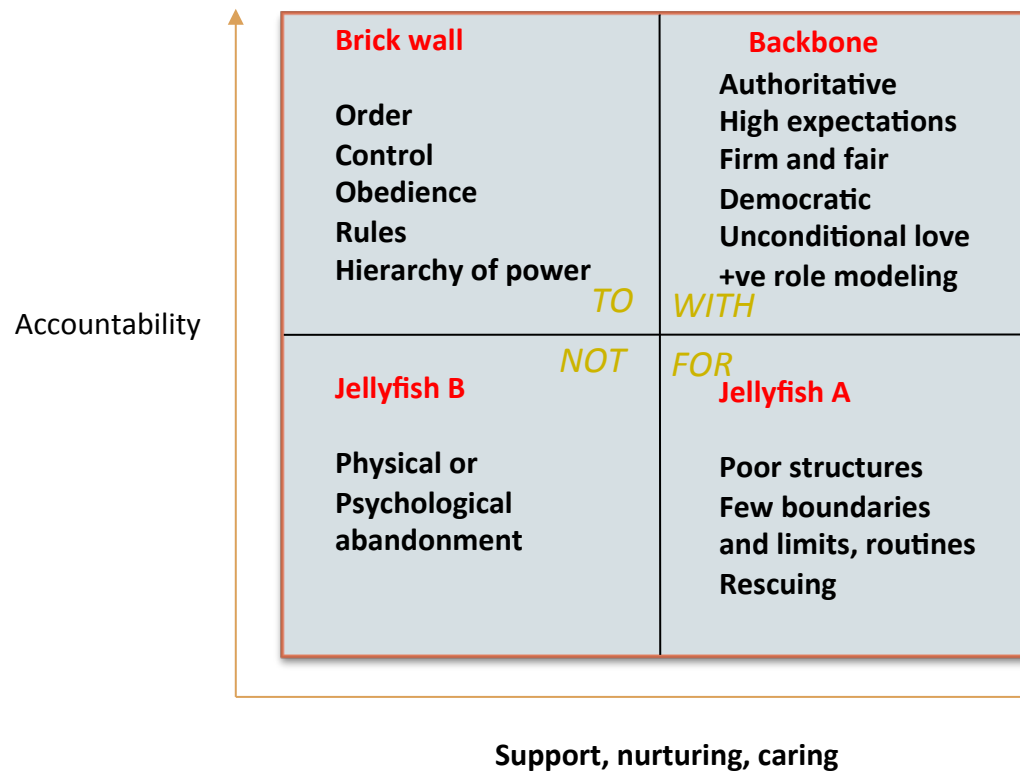 Brick wall
Order
Control
Obedience
Rules
Hierarchy of power
TO
Backbone
Authoritative
High expectations
Firm and fair
Democratic
Unconditional love
+ve role modeling
WITH
Accountability
NOT
Jellyfish B
Physical or
Psychological
abandonment
FOR
Jellyfish A
Poor structures
Few boundaries
and limits, routines
Rescuing
Support, nurturing, caring